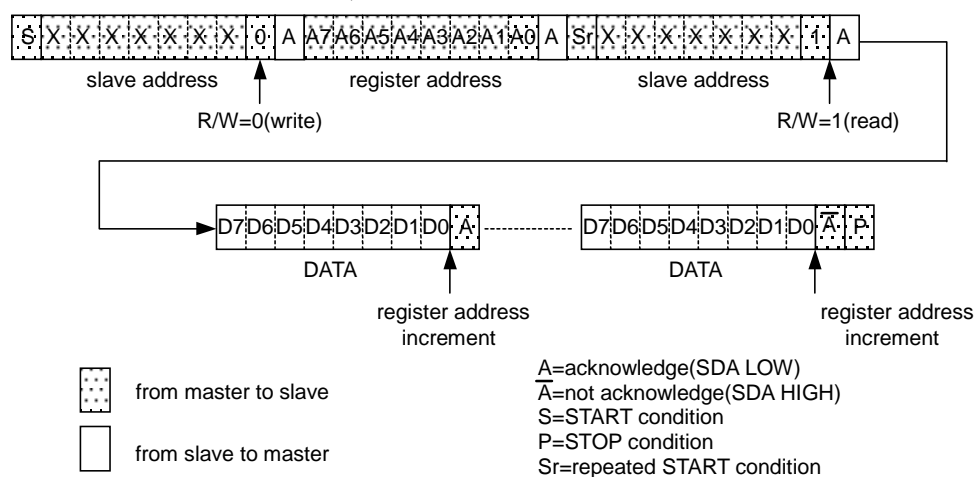 S X X X X X X X 0 A A7 A6 A5 A4 A3 A2 A1 A0 A Sr X X X X X X X 1 A
slave address register address slave address
R/W=0(write) R/W=1(read)
D7 D6 D5 D4 D3 D2 D1 D0 A D7 D6 D5 D4 D3 D2 D1 D0 A̅ P
DATA DATA
register address register address
increment increment
from master to slave
from slave to master
A=acknowledge(SDA LOW)
A̅=not acknowledge(SDA HIGH)
S=START condition
P=STOP condition
Sr=repeated START condition